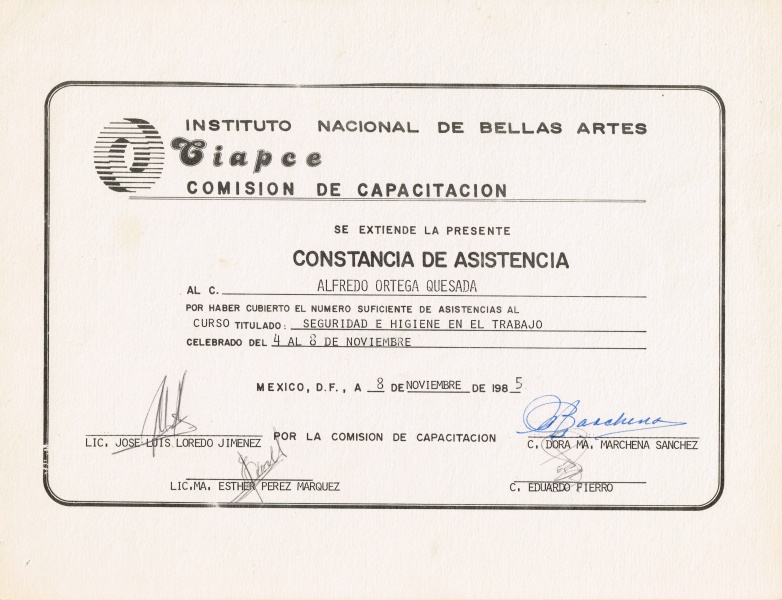 INSTITUTO NACIONAL DE BELLAS ARTES
Ciapce
COMISION DE CAPACITACION
SE EXTIENDE LA PRESENTE
CONSTANCIA DE ASISTENCIA
AL C. ALFREDO ORTEGA QUESADA
POR HABER CUBIERTO EL NUMERO SUFICIENTE DE ASISTENCIAS AL
CURSO TITULADO: SEGURIDAD E HIGIENE EN EL TRABAJO
CELEBRADO DEL 4 AL 8 DE NOVIEMBRE
MEXICO, D.F., A 8 DE NOVIEMBRE DE 1985
POR LA COMISION DE CAPACITACION
LIC. JOSE LUIS LOREDO JIMENEZ
C. DORA MA. MARCHENA SANCHEZ
LIC.MA. ESTHER PEREZ MARQUEZ
C. EDUARDO FIERRO